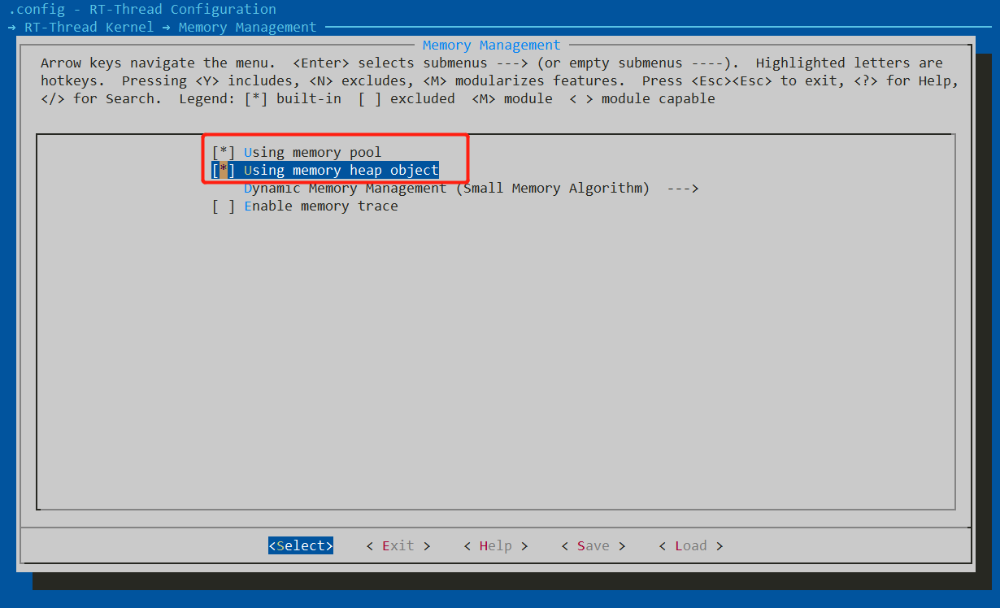 .config - RT-Thread Configuration
→ RT-Thread Kernel → Memory Management
Memory Management
Arrow keys navigate the menu.  <Enter> selects submenus ---> (or empty submenus ----).  Highlighted letters are
hotkeys.  Pressing <Y> includes, <N> excludes, <M> modularizes features.  Press <Esc><Esc> to exit, <?> for Help,
</> for Search.  Legend: [*] built-in  [ ] excluded  <M> module  < > module capable
[*] Using memory pool
[*] Using memory heap object
Dynamic Memory Management (Small Memory Algorithm)  --->
[ ] Enable memory trace
<Select>    < Exit >    < Help >    < Save >    < Load >